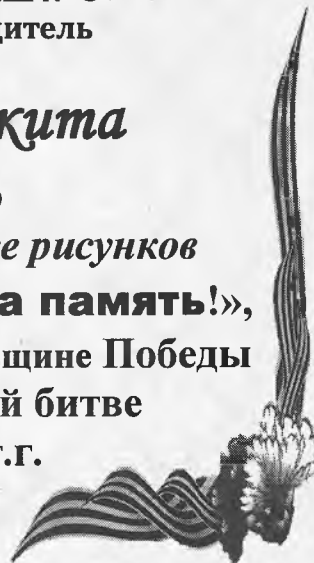 дитель
кита
е рисунков
а память!»,
щине Победы
й битве
г.г.